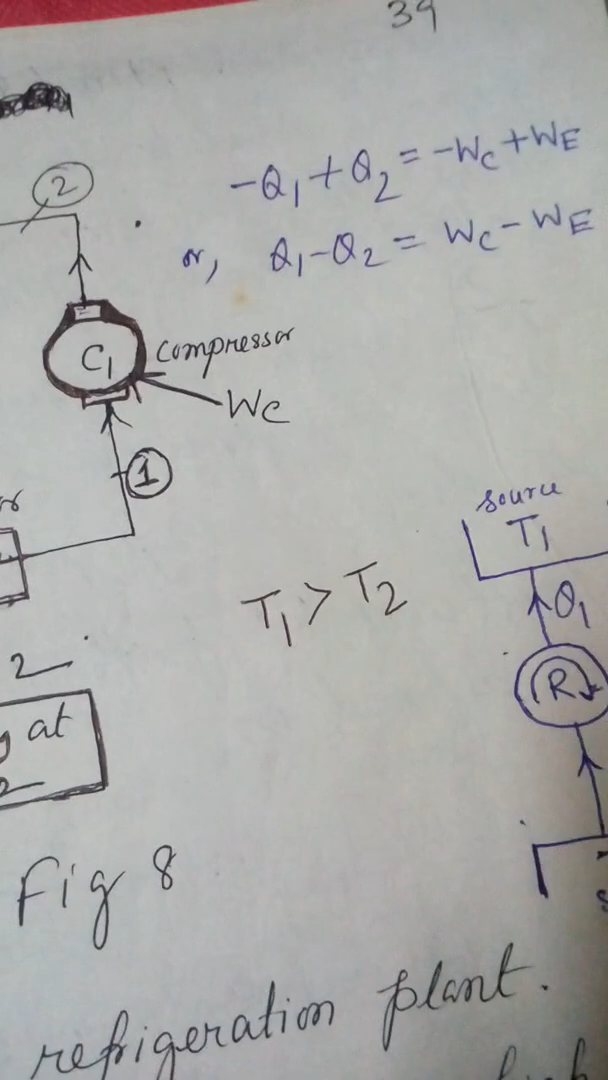 39
-Q₁+Q₂ = -Wc+WE
or, Q₁-Q₂ = Wc-WE
2
C₁ compressor
Wc
1
source
T₁
Q₁
T₁ > T₂
R
2
at
Fig 8
refrigeration plant.